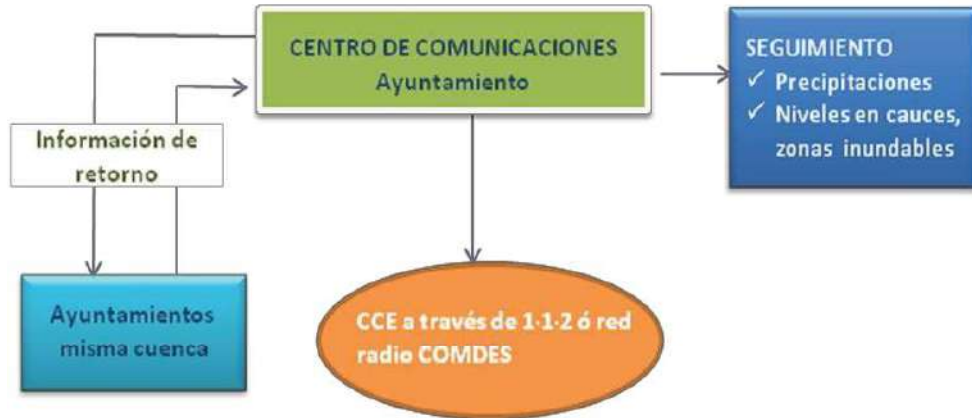 CENTRO DE COMUNICACIONES
Ayuntamiento
SEGUIMIENTO
✓ Precipitaciones
✓ Niveles en cauces,
zonas inundables
Información de
retorno
Ayuntamientos
misma cuenca
CCE a través de 1·1·2 ó red
radio COMDES